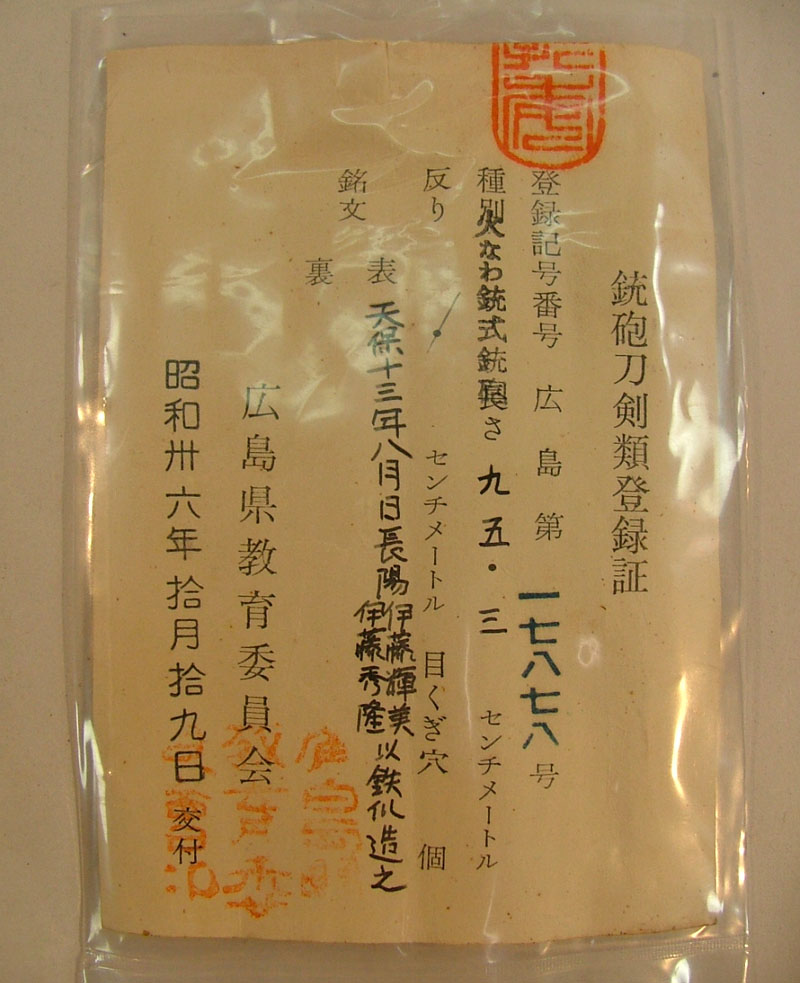 銃砲刀剣類登録証
登録記号番号 広島第 一七八七八 号
種別 火なわ銃式銃砲 長さ 九五・三 センチメートル
反り センチメートル 目くぎ穴 個
銘文
表 天保十三年八月日長陽伊藤輝美 伊藤秀隆 以鉄仏造之
裏
広島県教育委員会
昭和卅六年拾月拾九日交付